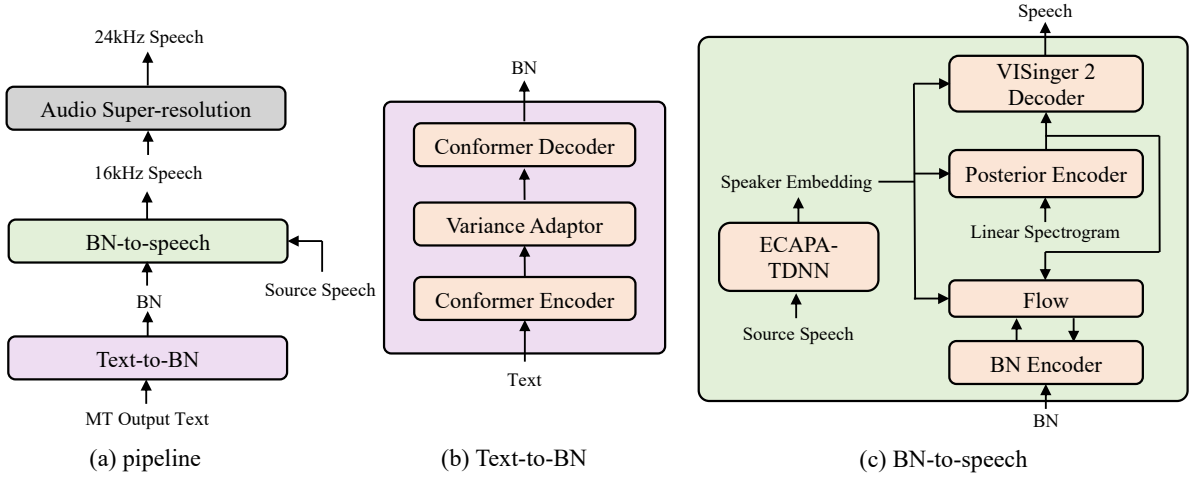 24kHz Speech
Audio Super-resolution
16kHz Speech
BN-to-speech
Source Speech
BN
Text-to-BN
MT Output Text
(a) pipeline
BN
Conformer Decoder
Variance Adaptor
Conformer Encoder
Text
(b) Text-to-BN
Speech
VISinger 2
Decoder
Posterior Encoder
Speaker Embedding
Linear Spectrogram
ECAPA-
TDNN
Flow
Source Speech
BN Encoder
BN
(c) BN-to-speech